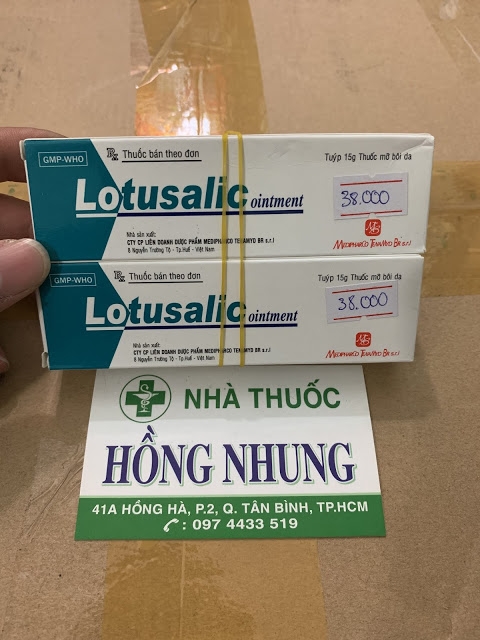 GMP-WHO
Rx Thuốc bán theo đơn
Tuýp 15g Thuốc mỡ bôi da
Lotusalic ointment
38.000
Nhà sản xuất:
CTY CP LIÊN DOANH DƯỢC PHẨM MEDIPHARCO TENAMYD BR s.r.l
8 Nguyễn Trường Tộ - Tp.Huế - Việt Nam
MEDIPHARCO TENAMYD BR s.r.l
GMP-WHO
Rx Thuốc bán theo đơn
Tuýp 15g Thuốc mỡ bôi da
Lotusalic ointment
38.000
Nhà sản xuất:
CTY CP LIÊN DOANH DƯỢC PHẨM MEDIPHARCO TENAMYD BR s.r.l
8 Nguyễn Trường Tộ - Tp.Huế - Việt Nam
MEDIPHARCO TENAMYD BR s.r.l
NHÀ THUỐC
HỒNG NHUNG
41A HỒNG HÀ, P.2, Q. TÂN BÌNH, TP.HCM
: 097 4433 519